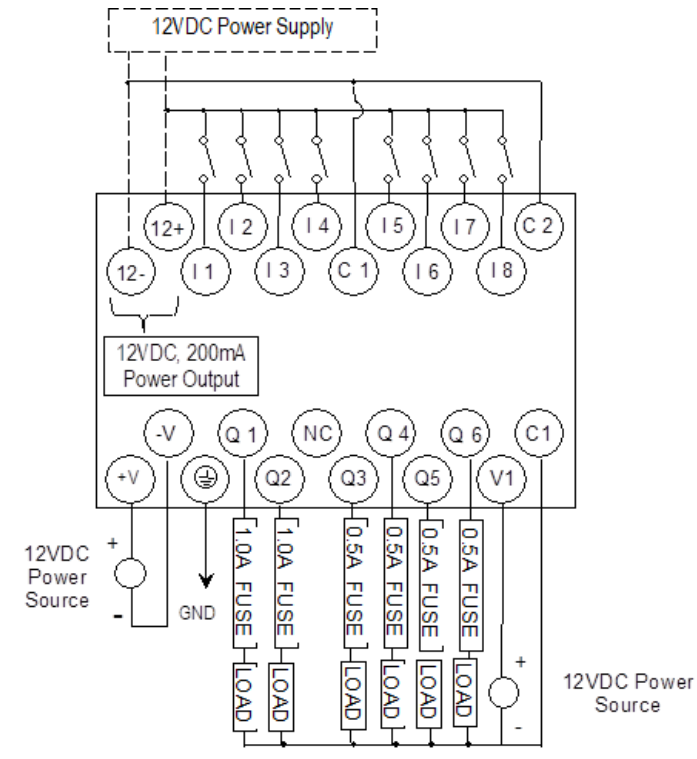 12VDC Power Supply
12+
I 2
I 4
I 5
I 7
C 2
12-
I 1
I 3
C 1
I 6
I 8
12VDC, 200mA
Power Output
-V
Q 1
NC
Q 4
Q 6
C1
+V
Q2
Q3
Q5
V1
12VDC
Power
Source
+
-
GND
1.0A FUSE
1.0A FUSE
0.5A FUSE
0.5A FUSE
0.5A FUSE
0.5A FUSE
LOAD
LOAD
LOAD
LOAD
LOAD
LOAD
+
-
12VDC Power
Source